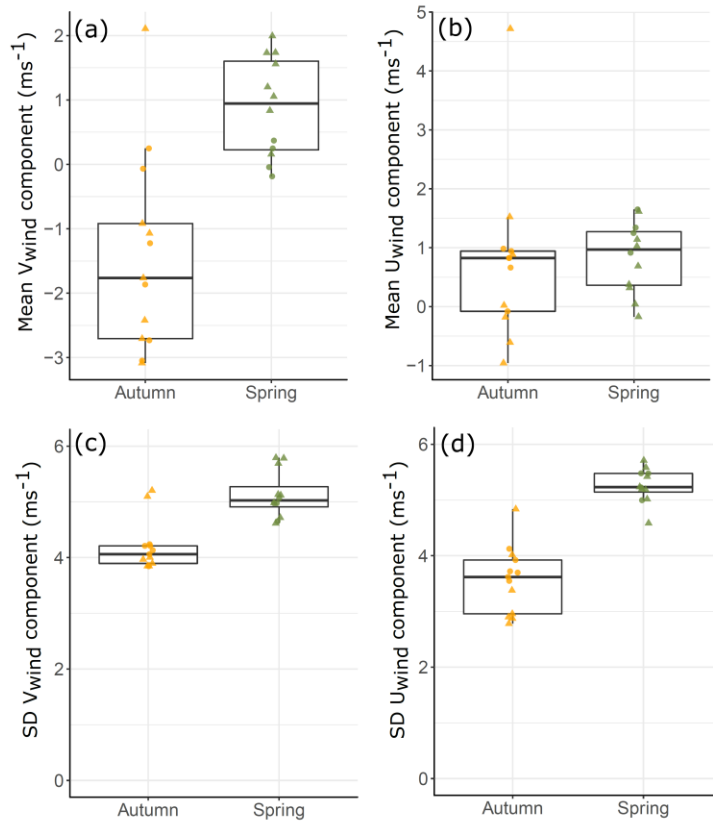 (a)
Mean Vwind component (ms⁻¹)
2
1
0
−1
−2
−3
Autumn
Spring
(b)
Mean Uwind component (ms⁻¹)
5
4
3
2
1
0
−1
Autumn
Spring
(c)
SD Vwind component (ms⁻¹)
6
4
2
0
Autumn
Spring
(d)
SD Uwind component (ms⁻¹)
6
4
2
0
Autumn
Spring